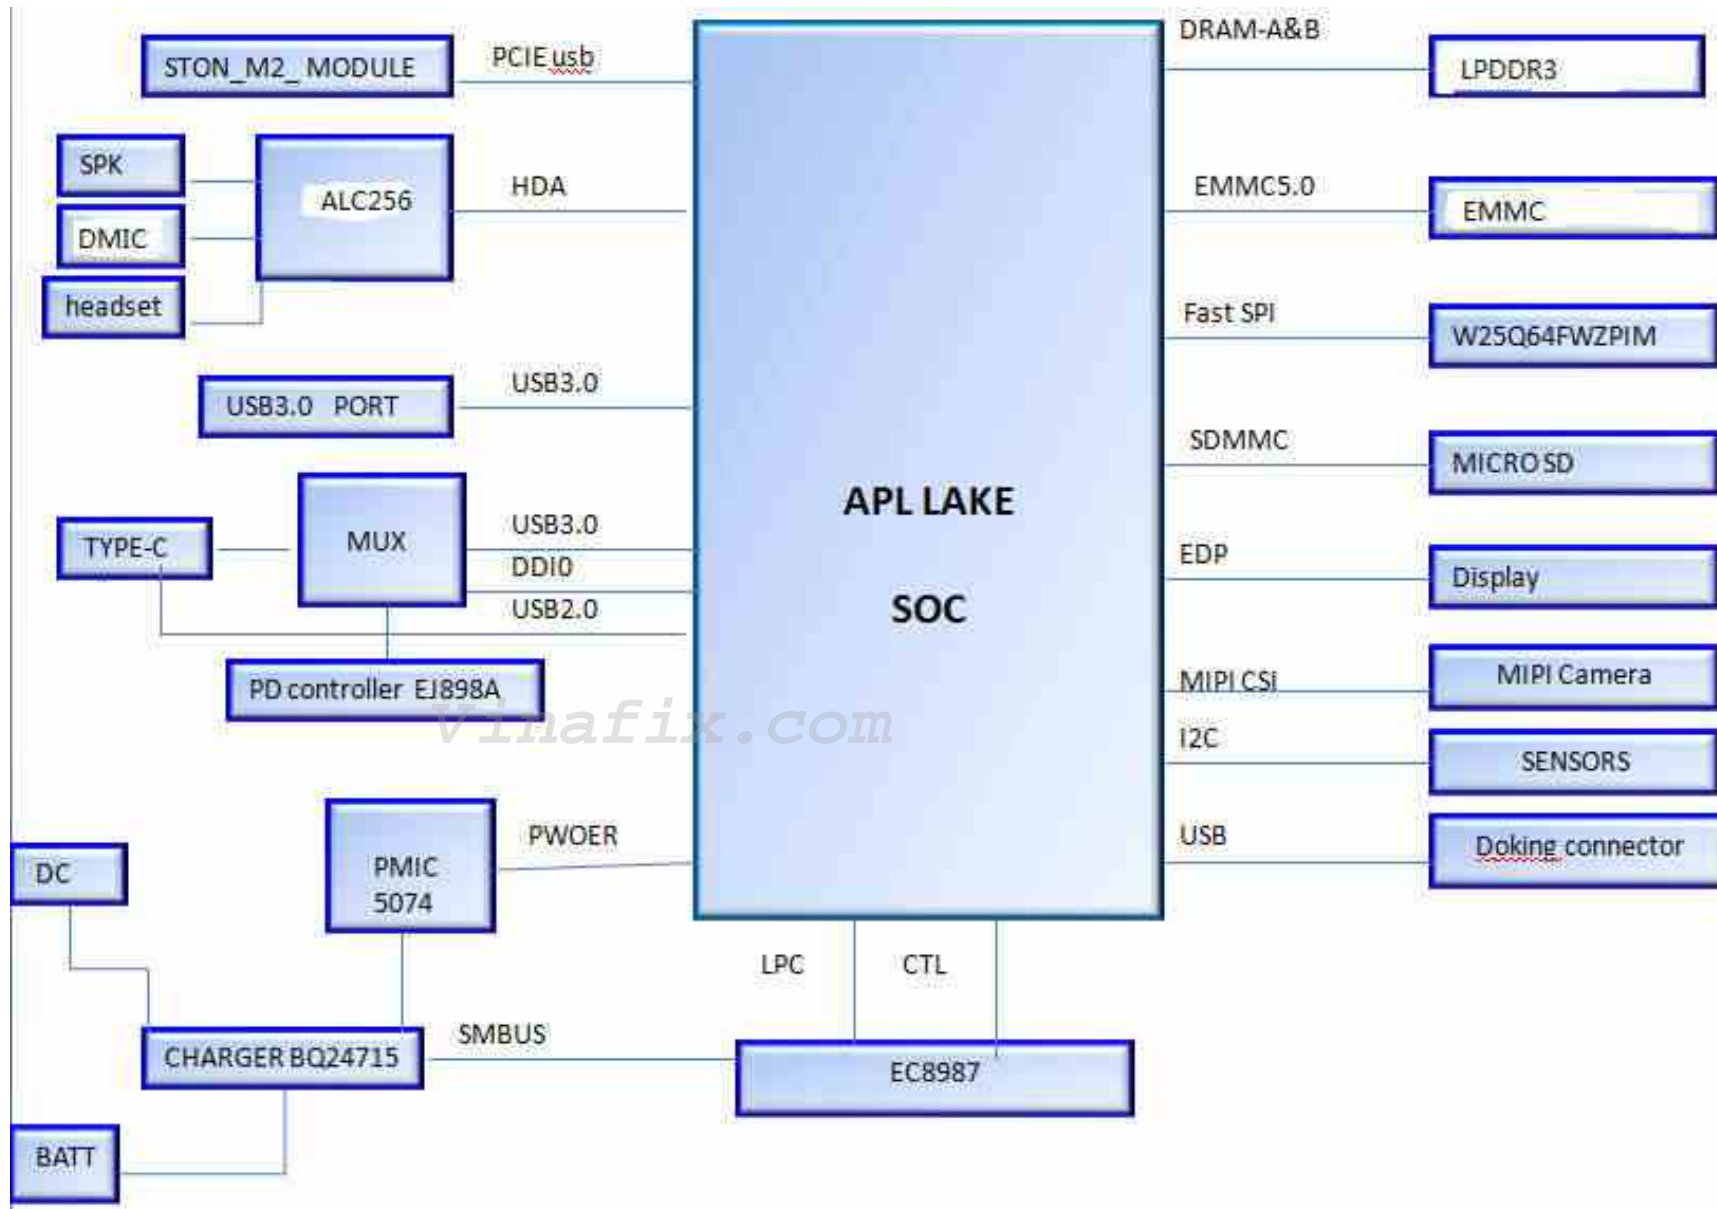 STON_M2_ MODULE
PCIE usb
DRAM-A&B
LPDDR3
SPK
ALC256
HDA
EMMC5.0
EMMC
DMIC
headset
Fast SPI
W25Q64FWZPIM
USB3.0 PORT
USB3.0
SDMMC
MICRO SD
APL LAKE
SOC
TYPE-C
MUX
USB3.0
DDI0
USB2.0
EDP
Display
PD controller EJ898A
MIPI CSI
MIPI Camera
Vinafix.com
I2C
SENSORS
DC
PMIC
5074
PWOER
USB
Doking connector
LPC
CTL
CHARGER BQ24715
SMBUS
EC8987
BATT